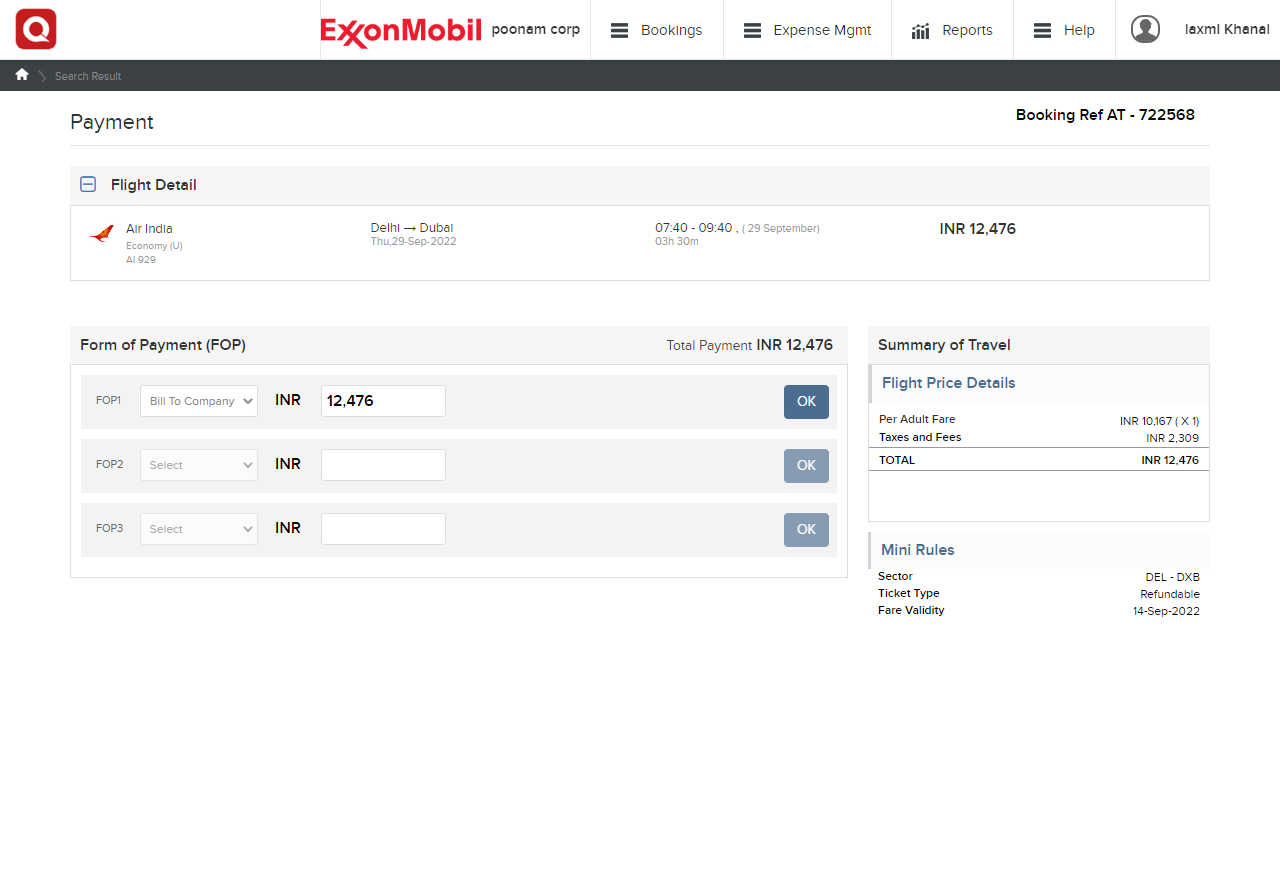 Q ExxonMobil poonam corp Bookings Expense Mgmt Reports Help laxml Khanal
Search Result
Payment Booking Ref AT - 722568
Flight Detail
Air India Delhi → Dubai 07:40 - 09:40 , ( 29 September) INR 12,476
Economy (U) Thu,29-Sep-2022 03h 30m
AI 929
Form of Payment (FOP) Total Payment INR 12,476
FOP1 Bill To Company INR 12,476 OK
FOP2 Select INR OK
FOP3 Select INR OK
Summary of Travel
Flight Price Details
Per Adult Fare INR 10,167 ( X 1)
Taxes and Fees INR 2,309
TOTAL INR 12,476
Mini Rules
Sector DEL - DXB
Ticket Type Refundable
Fare Validity 14-Sep-2022